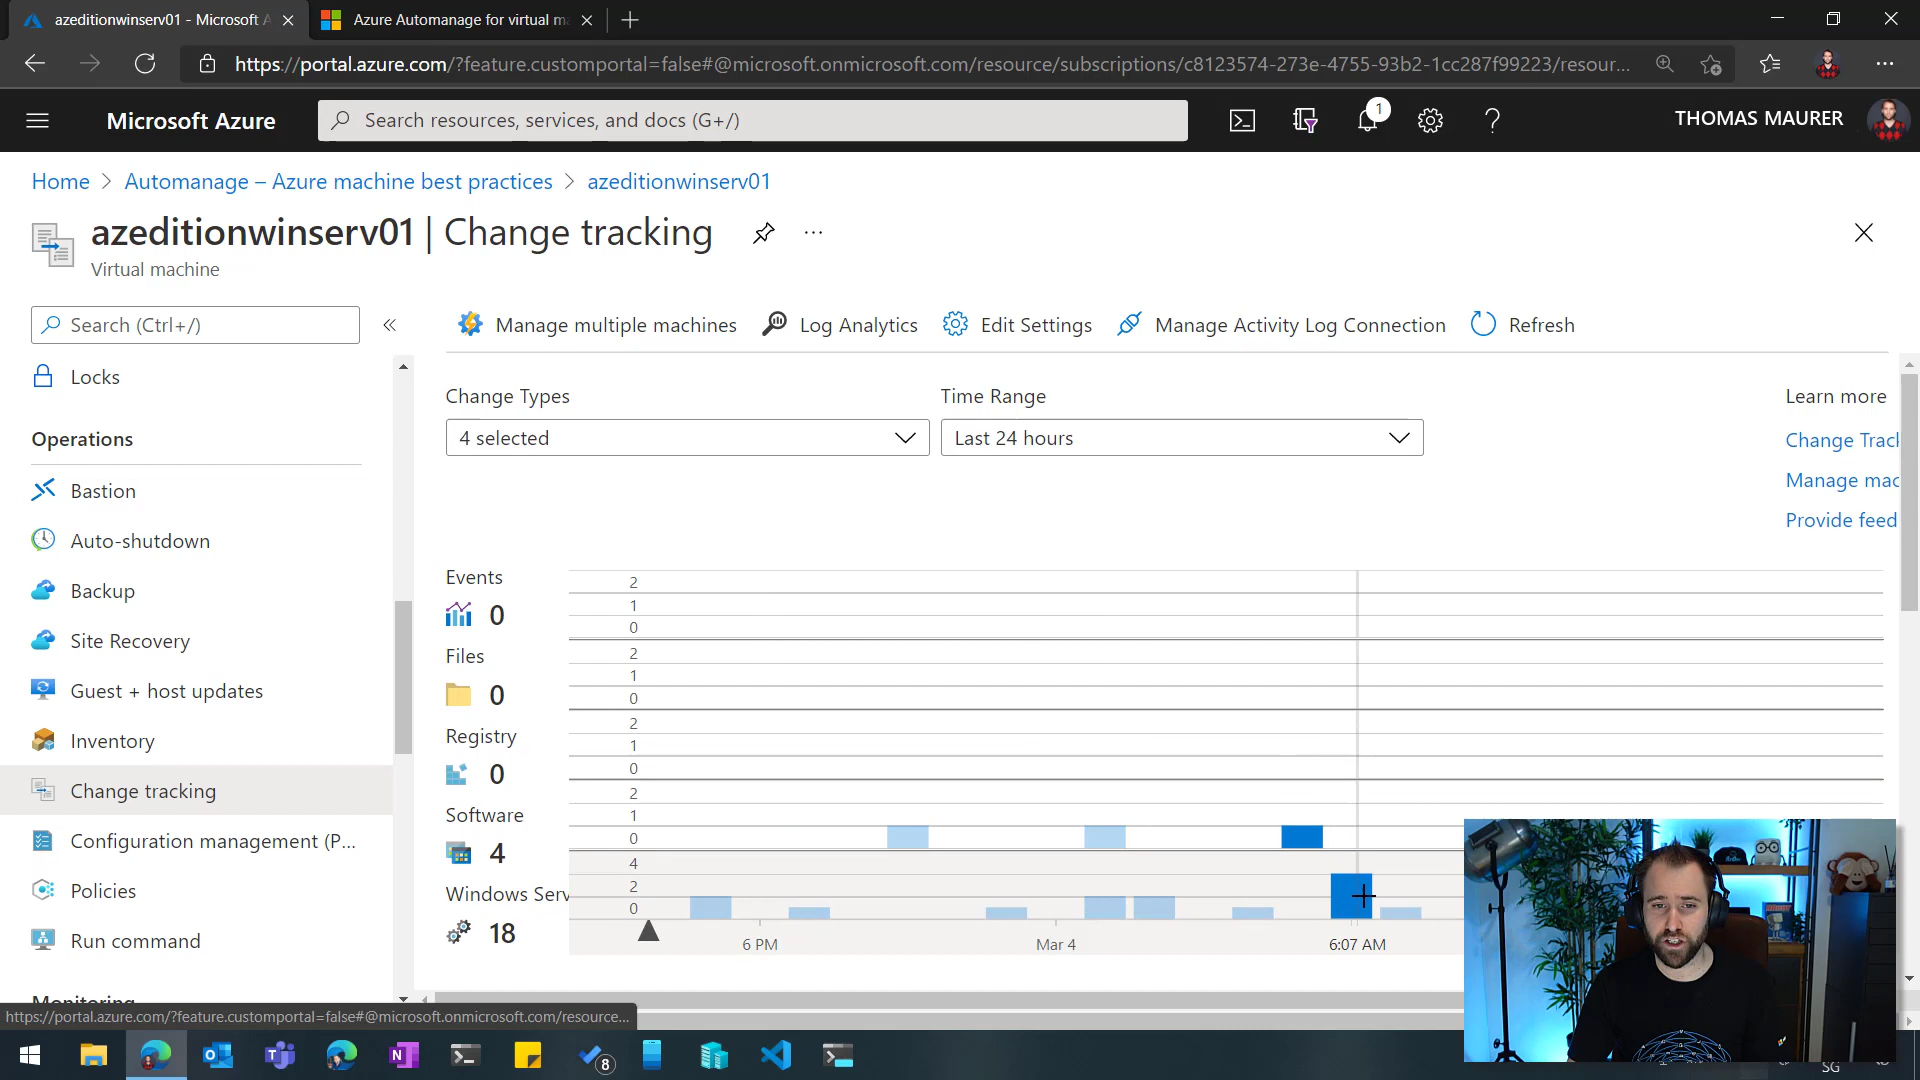 azeditionwinserv01 - Microsoft A
Azure Automanage for virtual m
https://portal.azure.com/?feature.customportal=false#@microsoft.onmicrosoft.com/resource/subscriptions/c8123574-273e-4755-93b2-1cc287f99223/resour...
Microsoft Azure
Search resources, services, and docs (G+/)
1
THOMAS MAURER
Home > Automanage – Azure machine best practices > azeditionwinserv01
azeditionwinserv01 | Change tracking
Virtual machine
Search (Ctrl+/)
Manage multiple machines
Log Analytics
Edit Settings
Manage Activity Log Connection
Refresh
Locks
Operations
Bastion
Auto-shutdown
Backup
Site Recovery
Guest + host updates
Inventory
Change tracking
Configuration management (P...
Policies
Run command
Monitoring
Change Types
4 selected
Time Range
Last 24 hours
Learn more
Change Track
Manage mac
Provide feed
Events
0
Files
0
Registry
0
Software
4
Windows Serv
18
2
1
0
2
1
0
2
1
0
2
1
0
4
2
0
6 PM
Mar 4
6:07 AM
https://portal.azure.com/?feature.customportal=false#@microsoft.onmicrosoft.com/resource...
8
SG